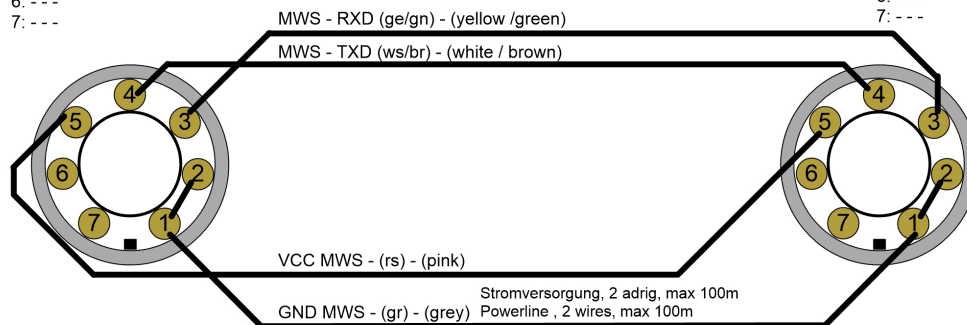 6: - - -
7: - - -
7: - - -
MWS - RXD (ge/gn) - (yellow /green)
MWS - TXD (ws/br) - (white / brown)
4
5
3
6
2
7
1
4
5
3
6
2
7
1
VCC MWS - (rs) - (pink)
Stromversorgung, 2 adrig, max 100m
GND MWS - (gr) - (grey) Powerline , 2 wires, max 100m